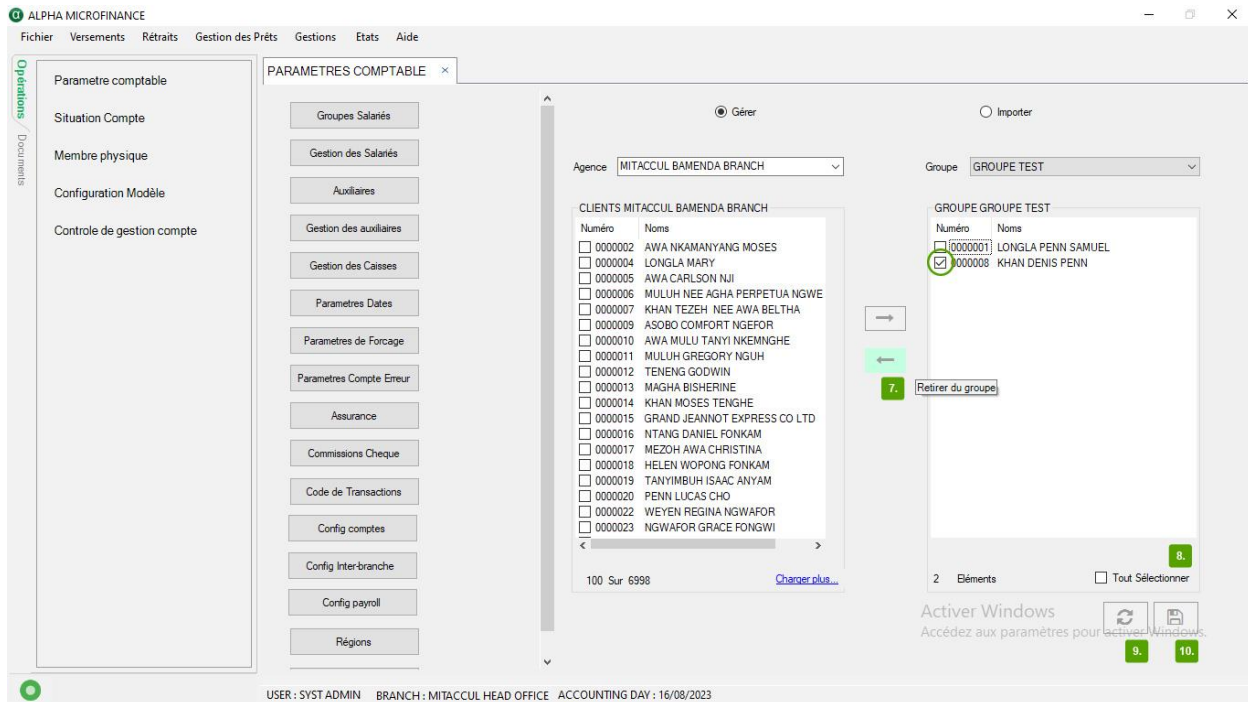 ALPHA MICROFINANCE
Fichier Versements Rétraits Gestion des Prêts Gestions Etats Aide
Opérations
Documents
Parametre comptable
Situation Compte
Membre physique
Configuration Modèle
Controle de gestion compte
PARAMETRES COMPTABLE ×
Groupes Salariés
Gestion des Salariés
Auxiliaires
Gestion des auxiliaires
Gestion des Caisses
Parametres Dates
Parametres de Forcage
Parametres Compte Erreur
Assurance
Commissions Cheque
Code de Transactions
Config comptes
Config Inter-branche
Config payroll
Régions
Gérer
Importer
Agence MITACCUL BAMENDA BRANCH
Groupe GROUPE TEST
CLIENTS MITACCUL BAMENDA BRANCH
Numéro Noms
0000002 AWA NKAMANYANG MOSES
0000004 LONGLA MARY
0000005 AWA CARLSON NJI
0000006 MULUH NEE AGHA PERPETUA NGWE
0000007 KHAN TEZEH NEE AWA BELTHA
0000009 ASOBO COMFORT NGEFOR
0000010 AWA MULU TANYI NKEMNGHE
0000011 MULUH GREGORY NGUH
0000012 TENENG GODWIN
0000013 MAGHA BISHERINE
0000014 KHAN MOSES TENGHE
0000015 GRAND JEANNOT EXPRESS CO LTD
0000016 NTANG DANIEL FONKAM
0000017 MEZOH AWA CHRISTINA
0000018 HELEN WOPONG FONKAM
0000019 TANYIMBUH ISAAC ANYAM
0000020 PENN LUCAS CHO
0000022 WEYEN REGINA NGWAFOR
0000023 NGWAFOR GRACE FONGWI
100 Sur 6998 Charger plus...
7. Retirer du groupe
GROUPE GROUPE TEST
Numéro Noms
0000001 LONGLA PENN SAMUEL
0000008 KHAN DENIS PENN
8.
2 Eléments Tout Sélectionner
Activer Windows
Accédez aux paramètres pour activer Windows.
9. 10.
USER : SYST ADMIN BRANCH : MITACCUL HEAD OFFICE ACCOUNTING DAY : 16/08/2023